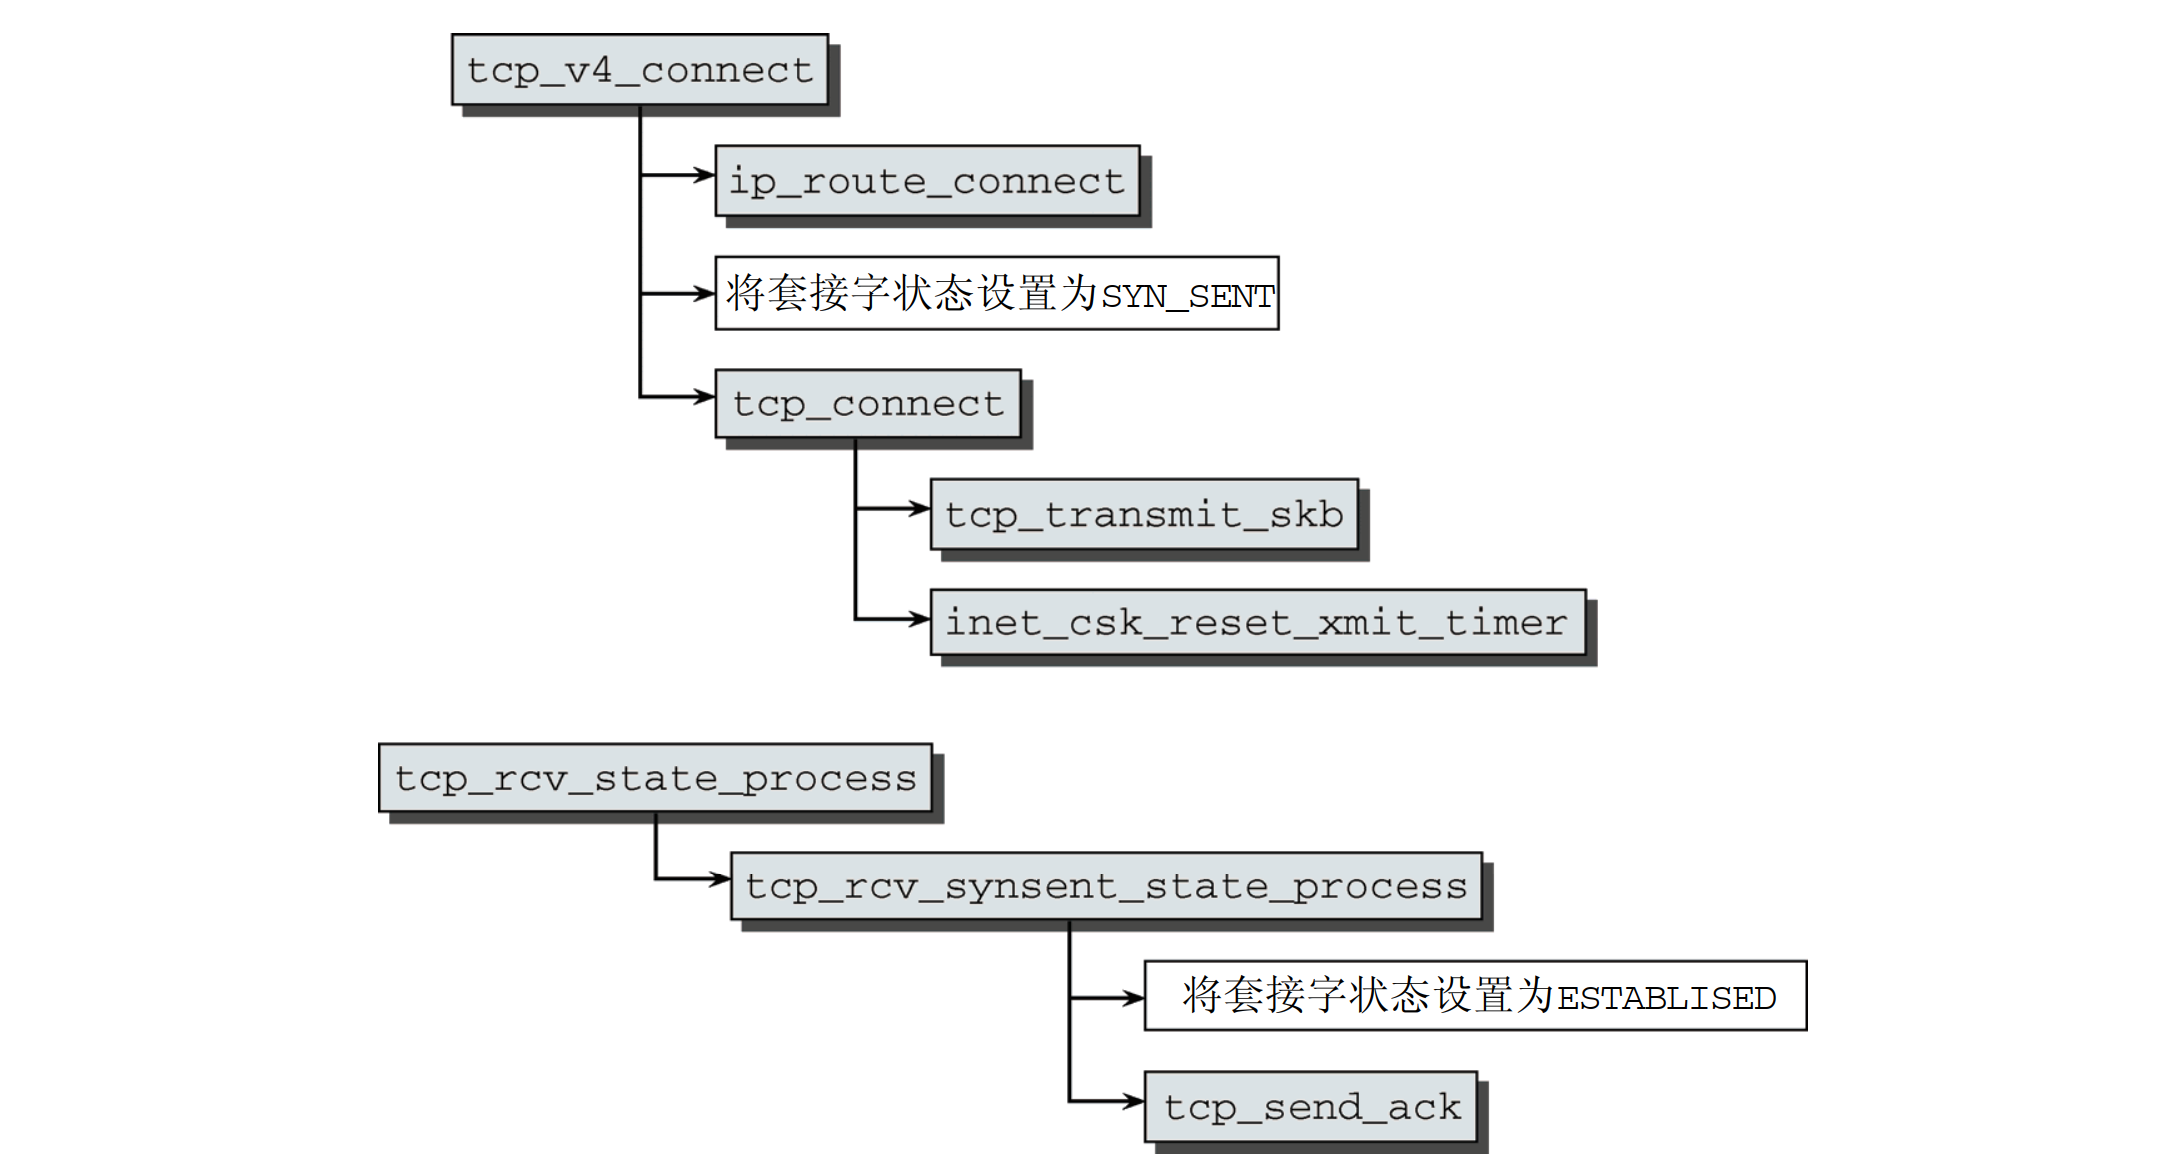 tcp_v4_connect
ip_route_connect
将套接字状态设置为SYN_SENT
tcp_connect
tcp_transmit_skb
inet_csk_reset_xmit_timer
tcp_rcv_state_process
tcp_rcv_synsent_state_process
将套接字状态设置为ESTABLISED
tcp_send_ack